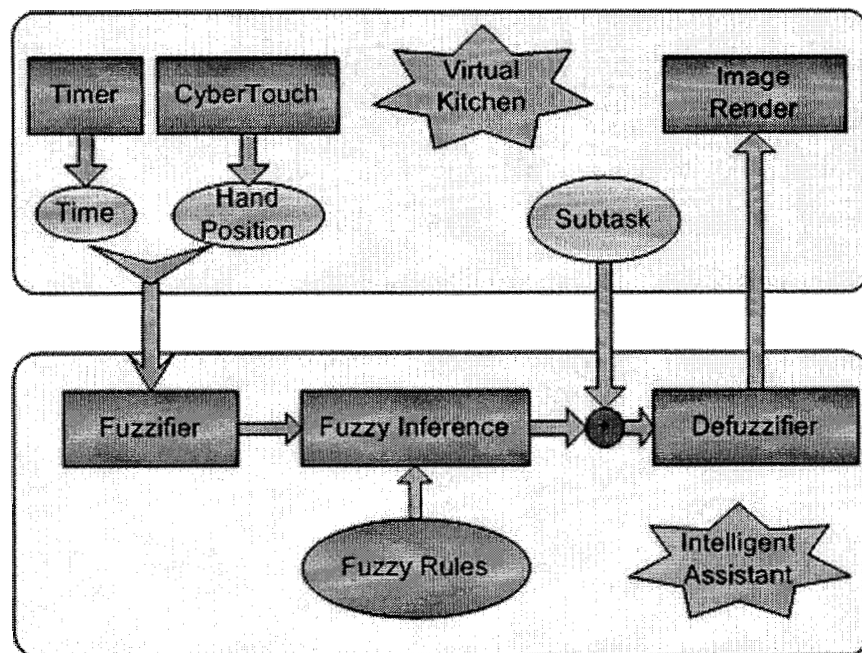 Timer
CyberTouch
Virtual
Kitchen
Image
Render
Time
Hand
Position
Subtask
Fuzzifier
Fuzzy Inference
*
Defuzzifier
Fuzzy Rules
Intelligent
Assistant